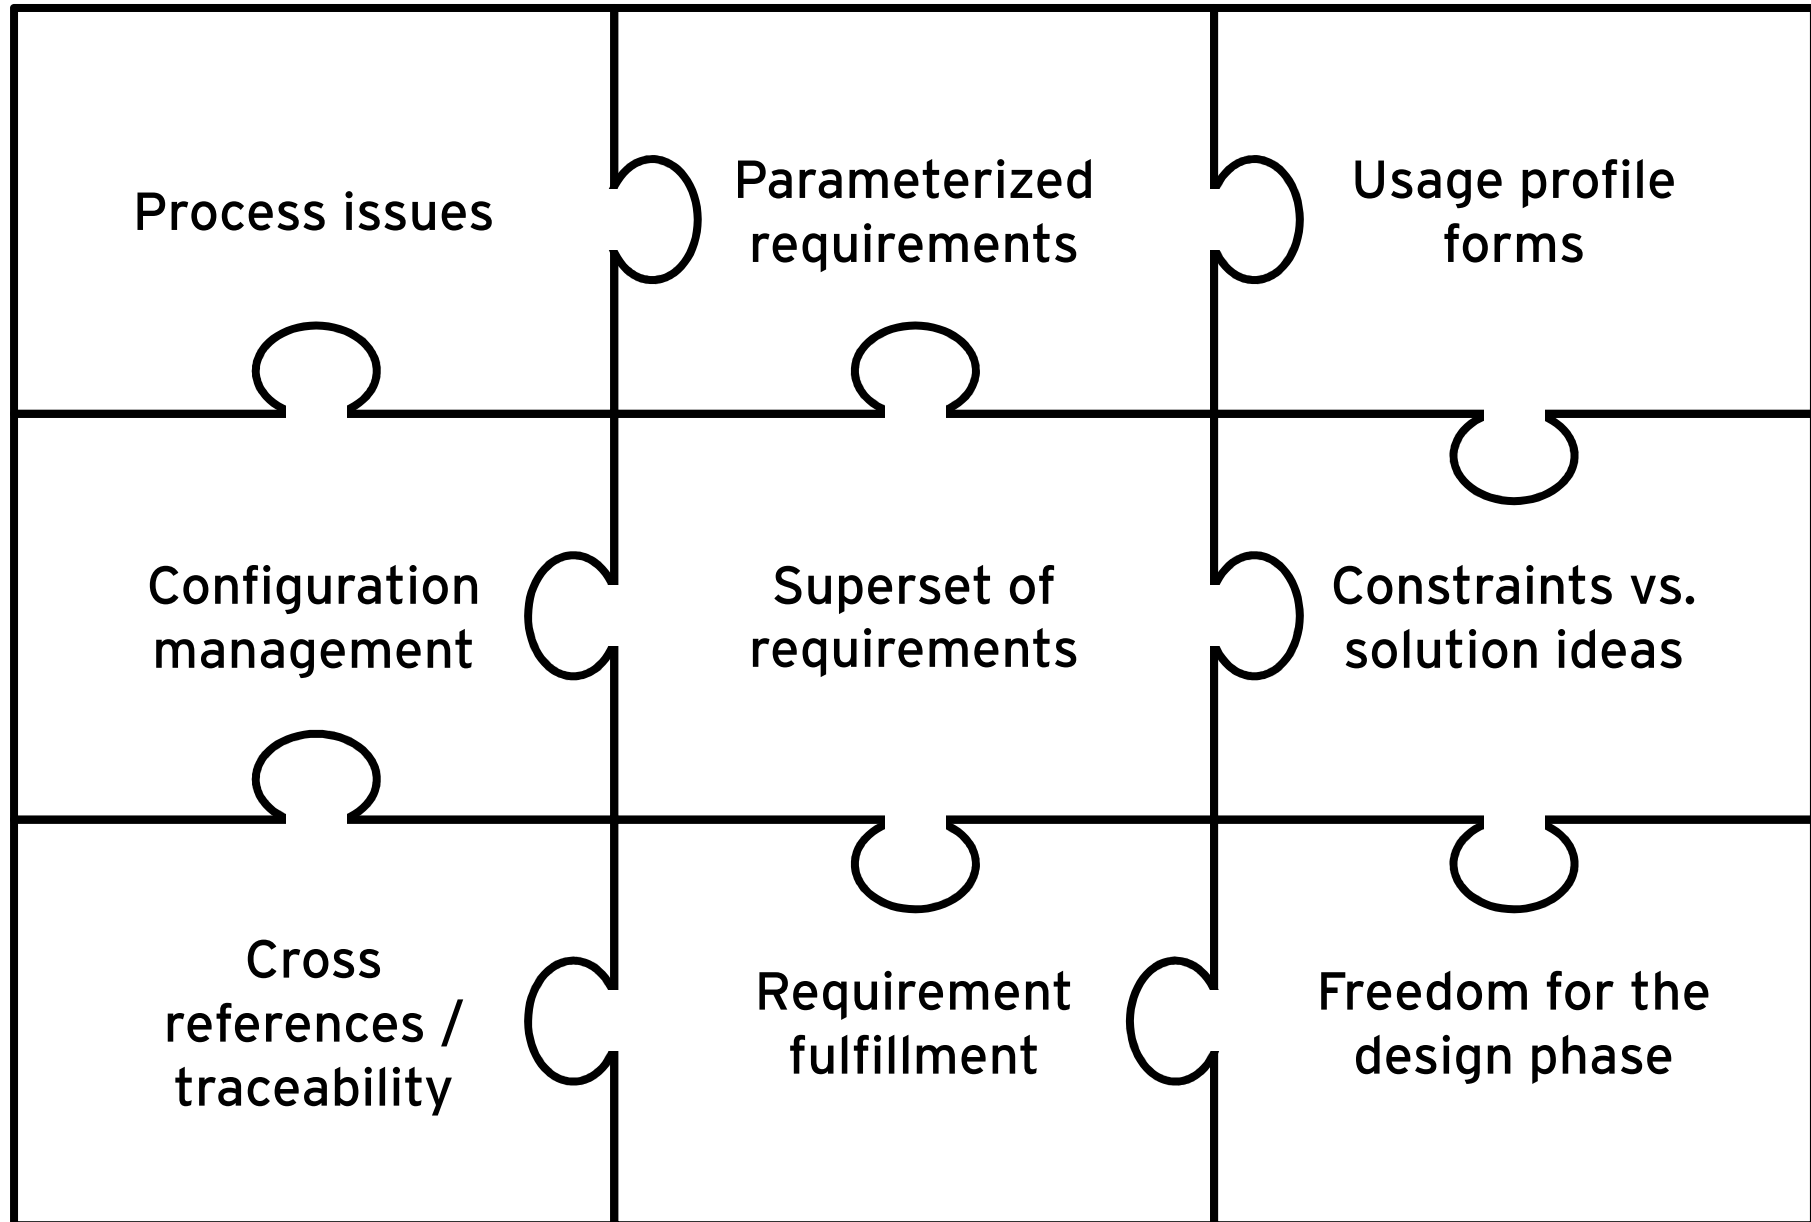 Process issues
Parameterized
requirements
Usage profile
forms
Configuration
management
Superset of
requirements
Constraints vs.
solution ideas
Cross
references /
traceability
Requirement
fulfillment
Freedom for the
design phase